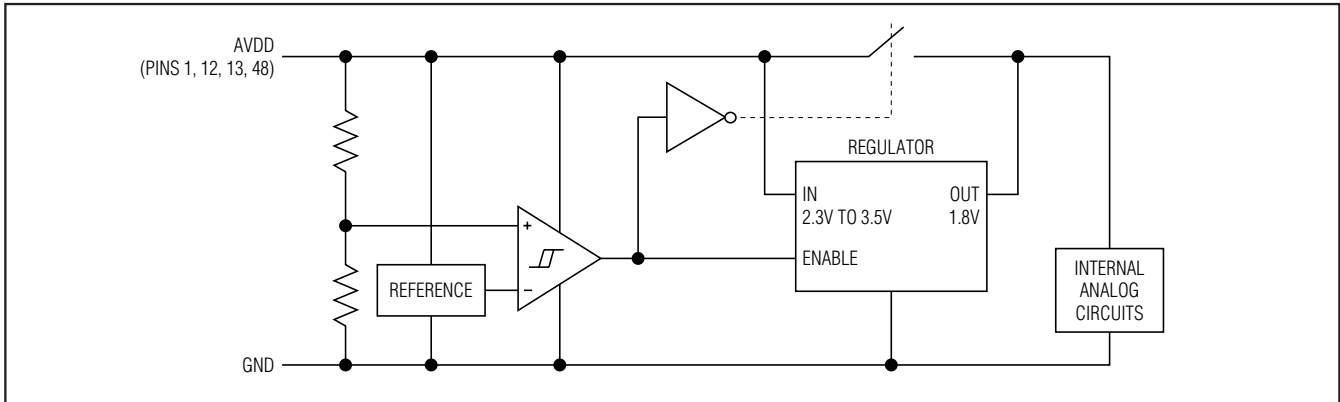 AVDD
(PINS 1, 12, 13, 48)
REGULATOR
IN
2.3V TO 3.5V
OUT
1.8V
+
REFERENCE
−
ENABLE
INTERNAL
ANALOG
CIRCUITS
GND